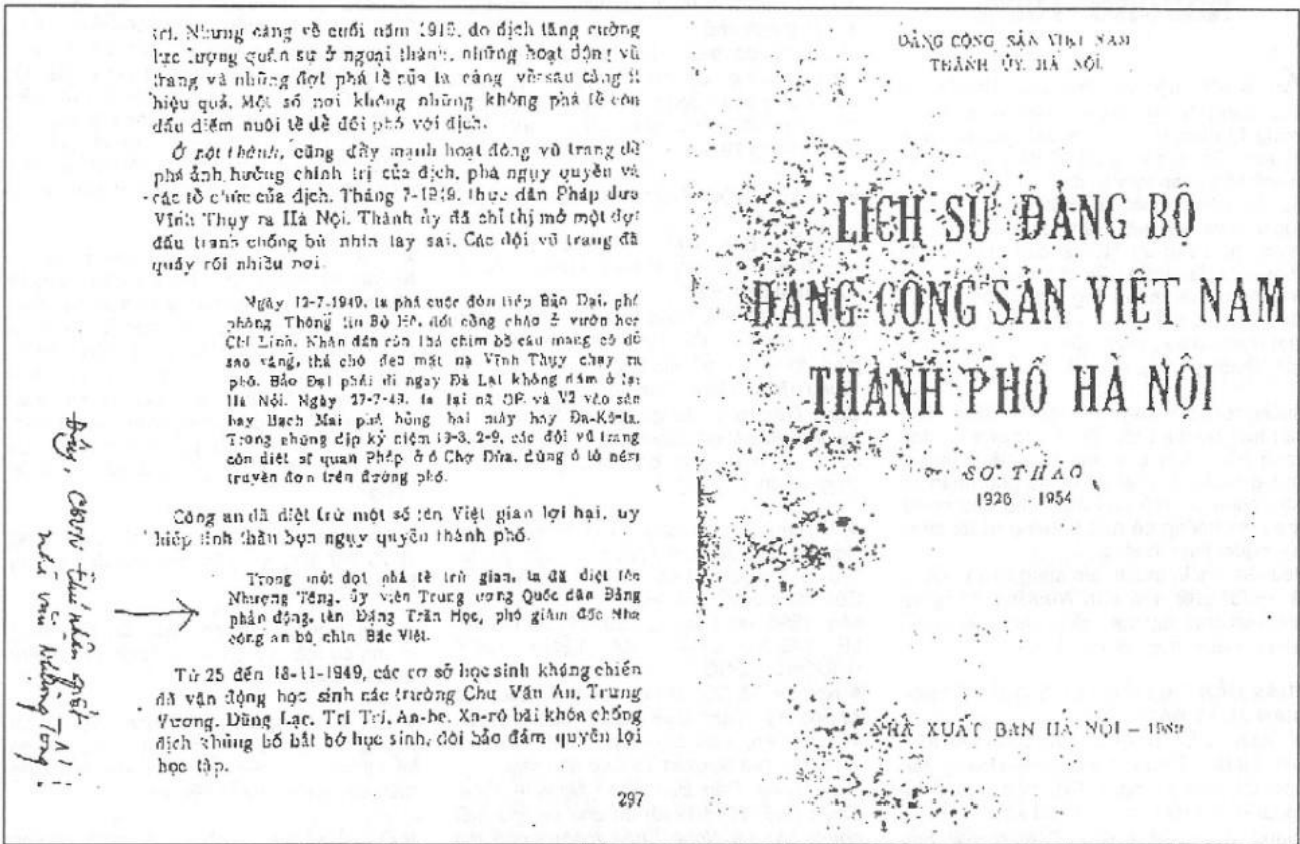 trí. Nhưng càng về cuối năm 1949, do địch tăng cường
lực lượng quân sự ở ngoại thành, những hoạt động vũ
trang và những đợt phá tề của ta càng về sau càng ít
hiệu quả. Một số nơi không những không phá tề còn
dấu diếm nuôi tề để đối phó với địch.
Ở nội thành, cũng đẩy mạnh hoạt động vũ trang để
phá ảnh hưởng chính trị của địch, phá ngụy quyền và
các tổ chức của địch. Tháng 7-1949, thực dân Pháp đưa
Vĩnh Thụy ra Hà Nội. Thành ủy đã chỉ thị mở một đợt
đấu tranh chống bù nhìn tay sai. Các đội vũ trang đã
quấy rối nhiều nơi.
Ngày 12-7-1949, ta phá cuộc đón tiếp Bảo Đại, phá
phòng Thông tin Bờ Hồ, đốt cổng chào ở vườn hoa
Chí Linh. Nhân dân còn thả chim bồ câu mang cờ đỏ
sao vàng, thả chó đeo mặt nạ Vĩnh Thụy chạy ra
phố. Bảo Đại phải đi ngay Đà Lạt không dám ở lại
Hà Nội. Ngày 27-7-49, ta lại nã ĐF và V2 vào sân
bay Bạch Mai phá hỏng hai máy bay Đa-Kô-ta.
Trong những dịp kỷ niệm 19-8, 2-9, các đội vũ trang
còn diệt sĩ quan Pháp ở ô Chợ Dừa, dùng ô tô ném
truyền đơn trên đường phố.
Công an đã diệt trừ một số tên Việt gian lợi hại, uy
hiếp tinh thần bọn ngụy quyền thành phố.
Trong một đợt phá tề trừ gian, ta đã diệt tên
Nhượng Tống, ủy viên Trung ương Quốc dân Đảng
phản động, tên Đặng Trần Học, phó giám đốc Nha
công an bù nhìn Bắc Việt.
Từ 25 đến 18-11-1949, các cơ sở học sinh kháng chiến
đã vận động học sinh các trường Chu Văn An, Trưng
Vương, Dũng Lạc, Trí Tri, An-be, Xa-rô bãi khóa chống
địch khủng bố bắt bớ học sinh, đòi bảo đảm quyền lợi
học tập.
297
Đây, CSVN thú nhận giết
nhà văn Nhượng Tống!
ĐẢNG CỘNG SẢN VIỆT NAM
THÀNH ỦY HÀ NỘI
LỊCH SỬ ĐẢNG BỘ
ĐẢNG CỘNG SẢN VIỆT NAM
THÀNH PHỐ HÀ NỘI
SƠ THẢO
1926 1954
NHÀ XUẤT BẢN HÀ NỘI – 1989